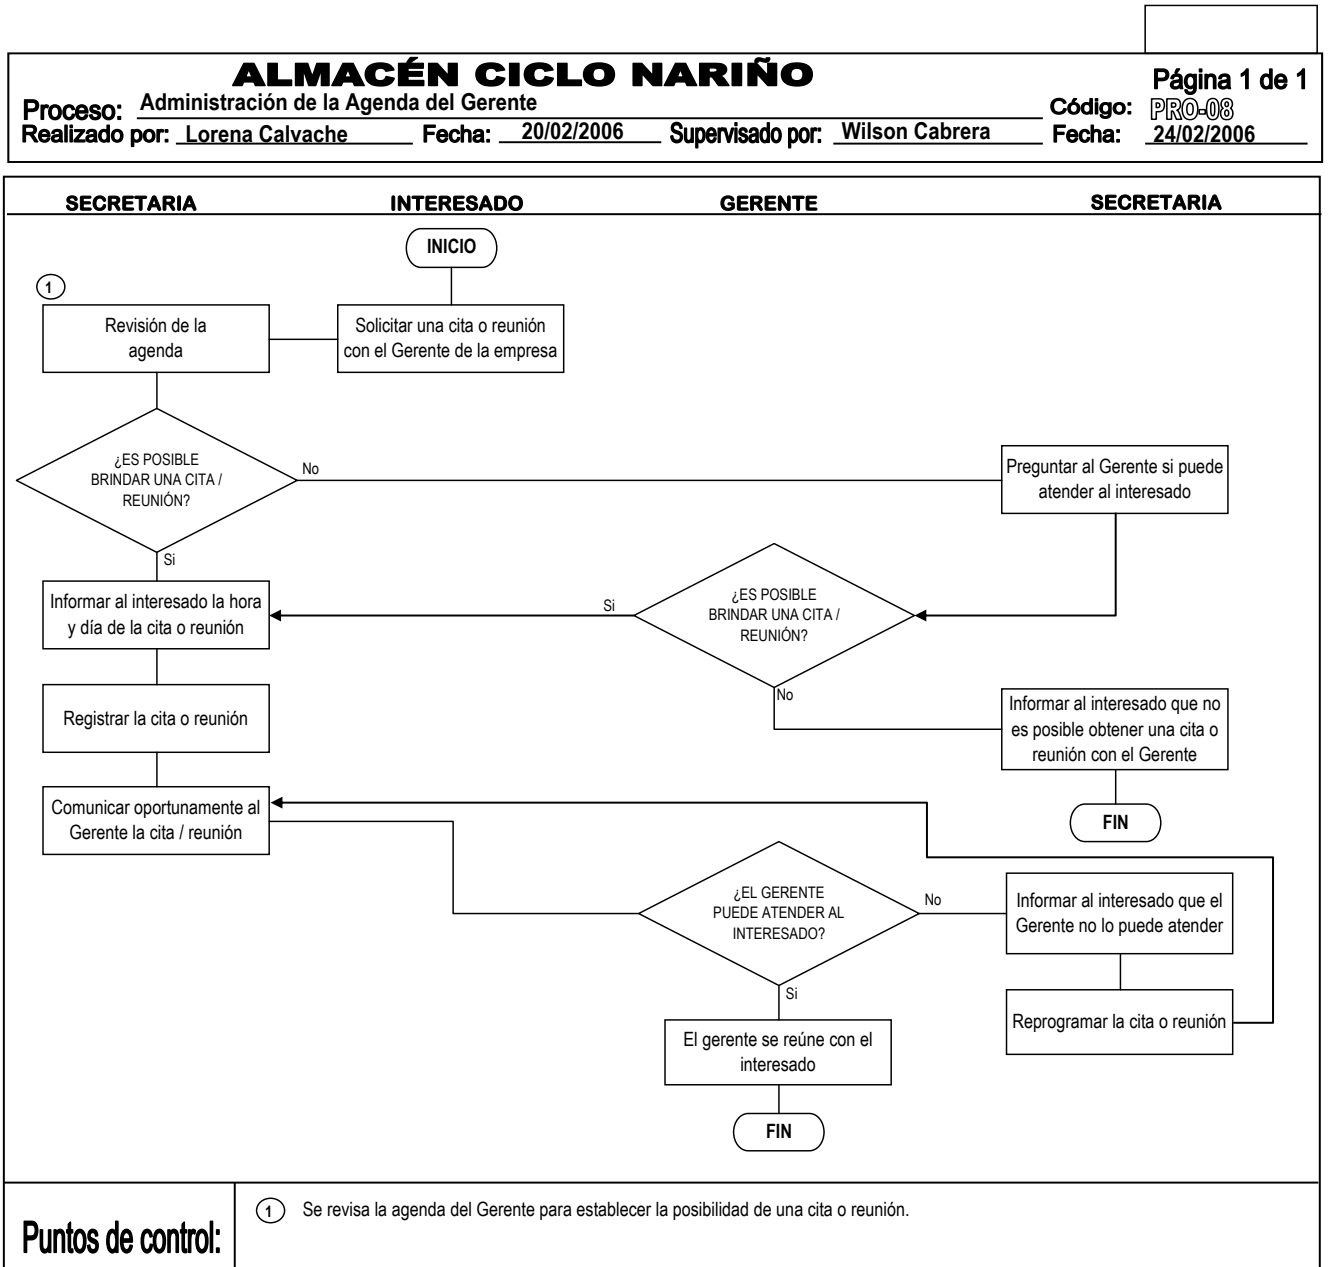 ALMACÉN CICLO NARIÑO
Página 1 de 1
Proceso: Administración de la Agenda del Gerente
Código: PRO-08
Realizado por: Lorena Calvache Fecha: 20/02/2006 Supervisado por: Wilson Cabrera Fecha: 24/02/2006
SECRETARIA INTERESADO GERENTE SECRETARIA
INICIO
1
Revisión de la
agenda
Solicitar una cita o reunión
con el Gerente de la empresa
¿ES POSIBLE
BRINDAR UNA CITA /
REUNIÓN?
No
Preguntar al Gerente si puede
atender al interesado
Si
Informar al interesado la hora
y día de la cita o reunión
Si
¿ES POSIBLE
BRINDAR UNA CITA /
REUNIÓN?
No
Registrar la cita o reunión
Informar al interesado que no
es posible obtener una cita o
reunión con el Gerente
Comunicar oportunamente al
Gerente la cita / reunión
FIN
¿EL GERENTE
PUEDE ATENDER AL
INTERESADO?
No
Informar al interesado que el
Gerente no lo puede atender
Si
Reprogramar la cita o reunión
El gerente se reúne con el
interesado
FIN
Puntos de control:
1 Se revisa la agenda del Gerente para establecer la posibilidad de una cita o reunión.